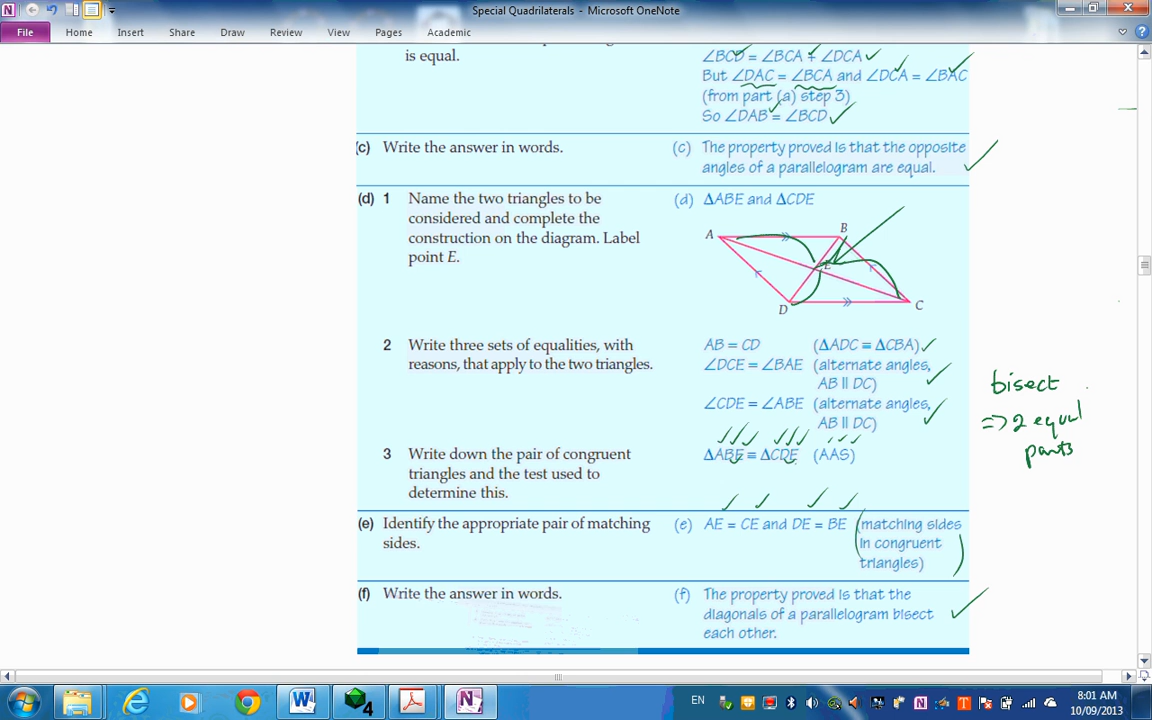 Special Quadrilaterals - Microsoft OneNote
File Home Insert Share Draw Review View Pages Academic
is equal.
∠BCD = ∠BCA + ∠DCA
But ∠DAC = ∠BCA and ∠DCA = ∠BAC
(from part (a) step 3)
So ∠DAB = ∠BCD
(c) Write the answer in words.
(c) The property proved is that the opposite
angles of a parallelogram are equal.
(d) 1 Name the two triangles to be
considered and complete the
construction on the diagram. Label
point E.
(d) ΔABE and ΔCDE
A
B
E
D
C
2 Write three sets of equalities, with
reasons, that apply to the two triangles.
AB = CD (ΔADC ≡ ΔCBA)
∠DCE = ∠BAE (alternate angles,
AB || DC)
∠CDE = ∠ABE (alternate angles,
AB || DC)
bisect
=> 2 equal
parts
3 Write down the pair of congruent
triangles and the test used to
determine this.
ΔABE ≡ ΔCDE (AAS)
(e) Identify the appropriate pair of matching
sides.
(e) AE = CE and DE = BE (matching sides
in congruent
triangles)
(f) Write the answer in words.
(f) The property proved is that the
diagonals of a parallelogram bisect
each other.
EN
8:01 AM
10/09/2013